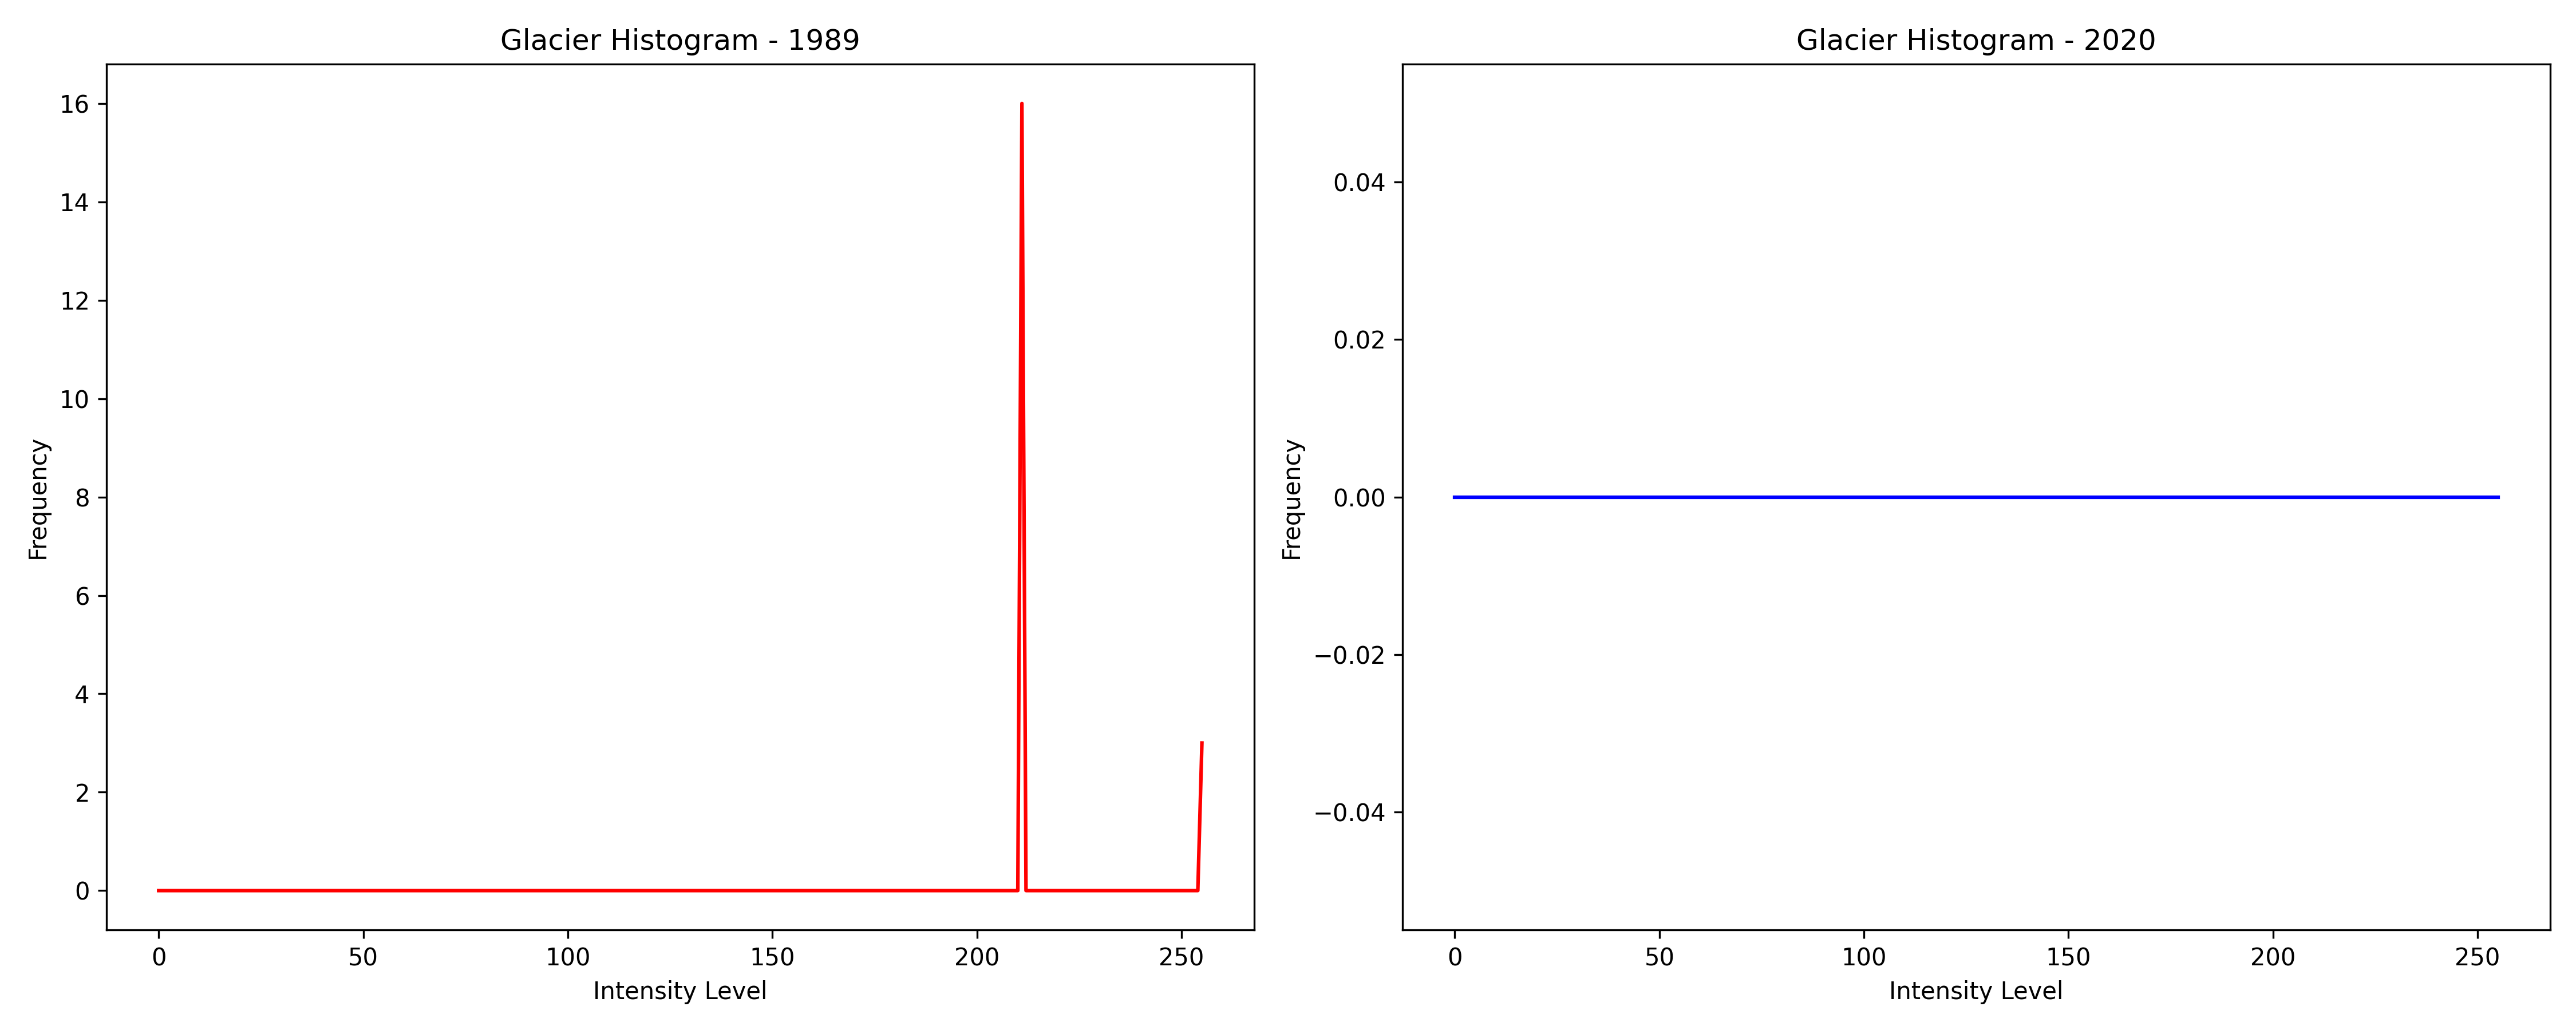 Glacier Histogram - 1989
16
14
12
10
8
6
4
2
0
Frequency
0 50 100 150 200 250
Intensity Level
Glacier Histogram - 2020
0.04
0.02
0.00
−0.02
−0.04
Frequency
0 50 100 150 200 250
Intensity Level